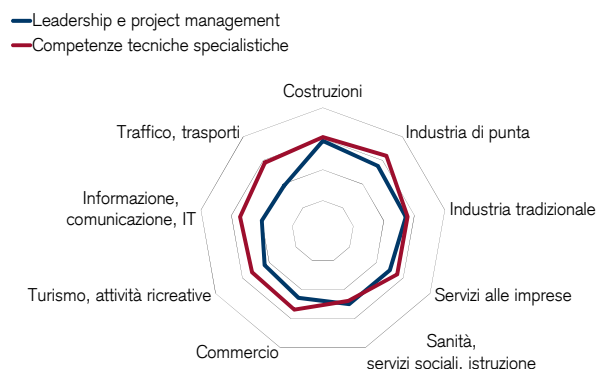 Leadership e project management
Competenze tecniche specialistiche
Costruzioni
Traffico, trasporti
Industria di punta
Informazione,
comunicazione, IT
Industria tradizionale
Turismo, attività ricreative
Servizi alle imprese
Commercio
Sanità,
servizi sociali, istruzione